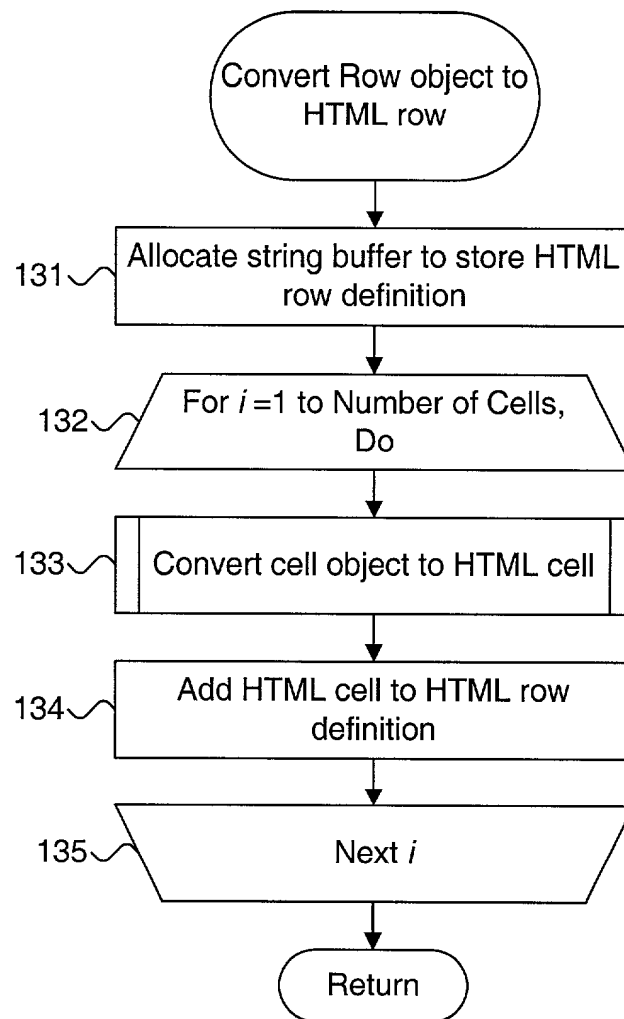 Convert Row object to
HTML row
131
Allocate string buffer to store HTML
row definition
132
For i =1 to Number of Cells,
Do
133
Convert cell object to HTML cell
134
Add HTML cell to HTML row
definition
135
Next i
Return